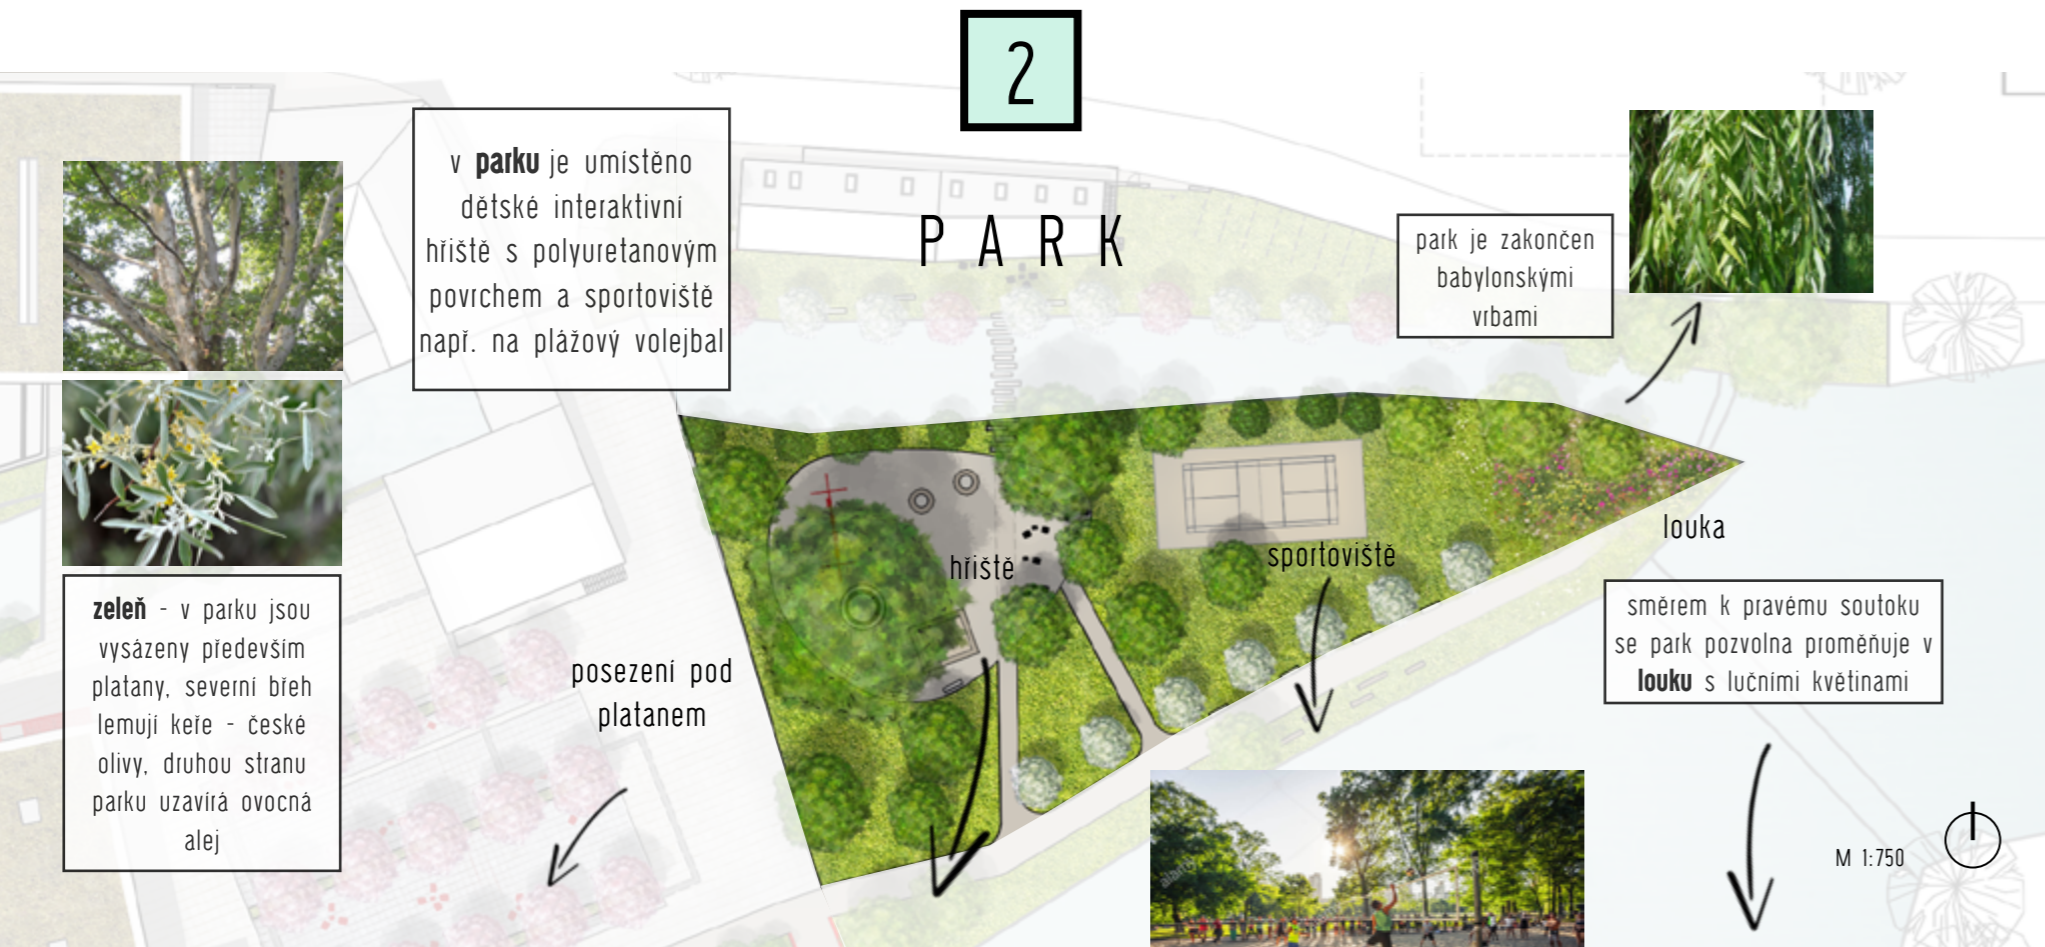 2
PARK
v parku je umístěno
dětské interaktivní
hřiště s polyuretanovým
povrchem a sportoviště
např. na plážový volejbal
park je zakončen
babylonskými
vrbami
zeleň - v parku jsou
vysázeny především
platany, severní břeh
lemují keře - české
olivy, druhou stranu
parku uzavírá ovocná
alej
posezení pod
platanem
hřiště
sportoviště
louka
směrem k pravému soutoku
se park pozvolna proměňuje v
louku s lučními květinami
M 1:750
alamy